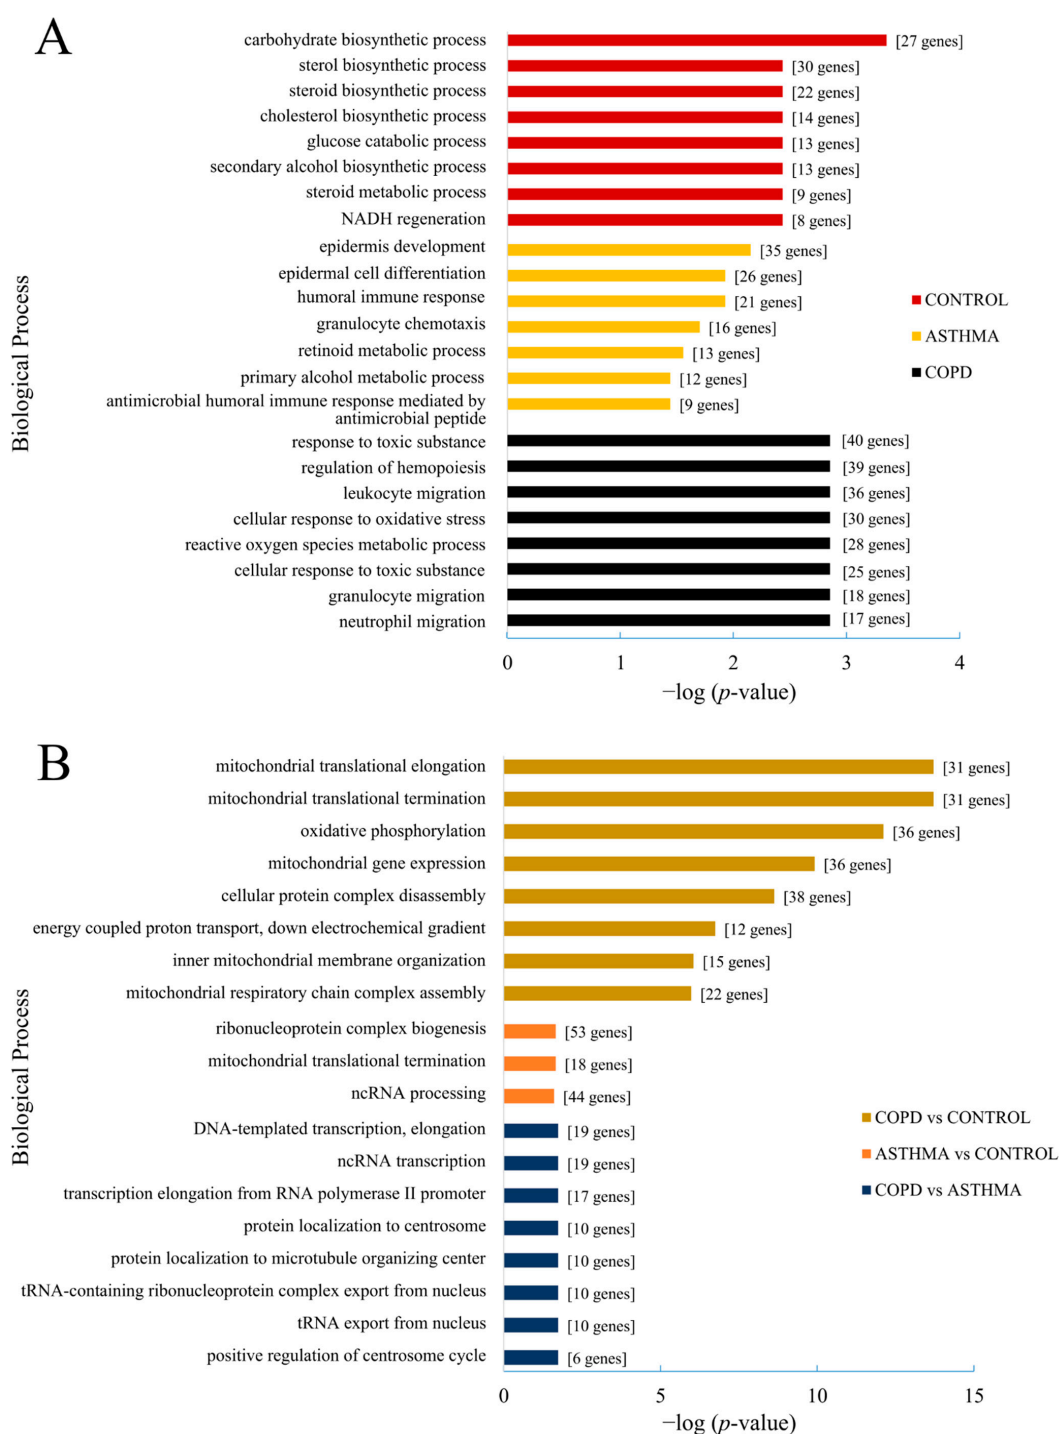 A
carbohydrate biosynthetic process [27 genes]
sterol biosynthetic process [30 genes]
steroid biosynthetic process [22 genes]
cholesterol biosynthetic process [14 genes]
glucose catabolic process [13 genes]
secondary alcohol biosynthetic process [13 genes]
steroid metabolic process [9 genes]
NADH regeneration [8 genes]
epidermis development [35 genes]
epidermal cell differentiation [26 genes]
humoral immune response [21 genes]
granulocyte chemotaxis [16 genes]
retinoid metabolic process [13 genes]
primary alcohol metabolic process [12 genes]
antimicrobial humoral immune response mediated by
antimicrobial peptide [9 genes]
response to toxic substance [40 genes]
regulation of hemopoiesis [39 genes]
leukocyte migration [36 genes]
cellular response to oxidative stress [30 genes]
reactive oxygen species metabolic process [28 genes]
cellular response to toxic substance [25 genes]
granulocyte migration [18 genes]
neutrophil migration [17 genes]
Biological Process
CONTROL
ASTHMA
COPD
0 1 2 3 4
−log (p-value)
B
mitochondrial translational elongation [31 genes]
mitochondrial translational termination [31 genes]
oxidative phosphorylation [36 genes]
mitochondrial gene expression [36 genes]
cellular protein complex disassembly [38 genes]
energy coupled proton transport, down electrochemical gradient [12 genes]
inner mitochondrial membrane organization [15 genes]
mitochondrial respiratory chain complex assembly [22 genes]
ribonucleoprotein complex biogenesis [53 genes]
mitochondrial translational termination [18 genes]
ncRNA processing [44 genes]
DNA-templated transcription, elongation [19 genes]
ncRNA transcription [19 genes]
transcription elongation from RNA polymerase II promoter [17 genes]
protein localization to centrosome [10 genes]
protein localization to microtubule organizing center [10 genes]
tRNA-containing ribonucleoprotein complex export from nucleus [10 genes]
tRNA export from nucleus [10 genes]
positive regulation of centrosome cycle [6 genes]
Biological Process
COPD vs CONTROL
ASTHMA vs CONTROL
COPD vs ASTHMA
0 5 10 15
−log (p-value)